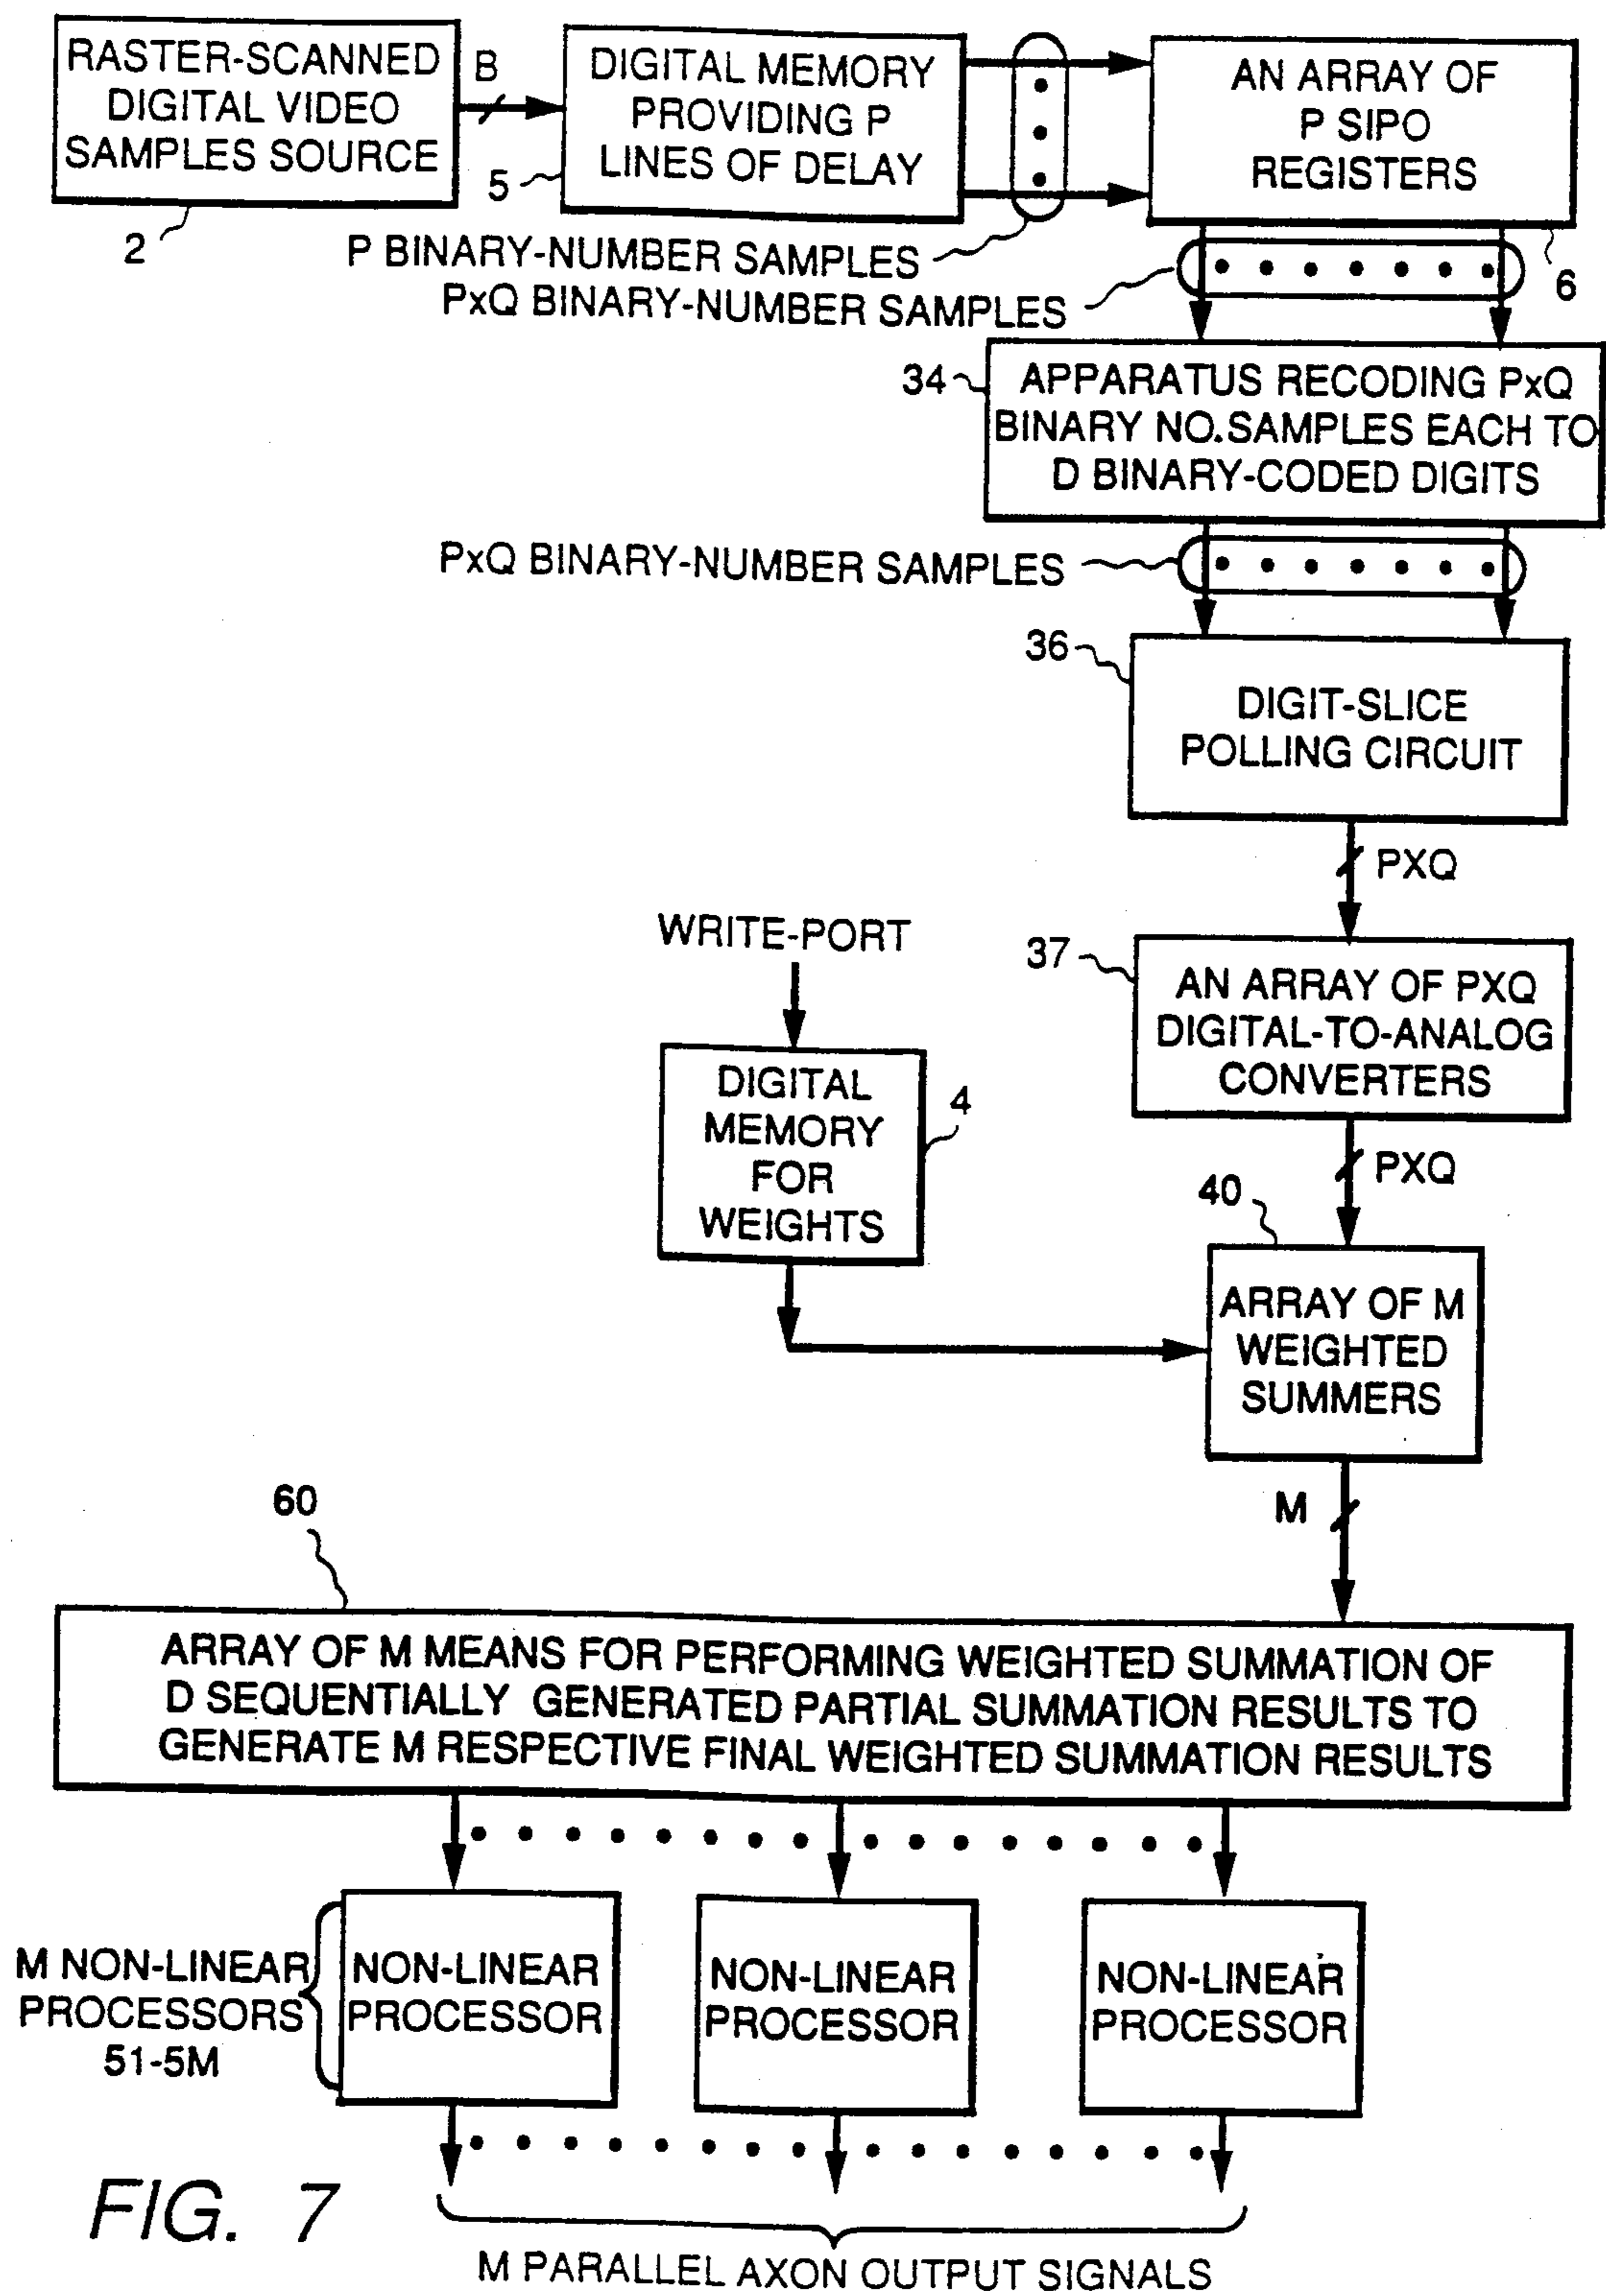 RASTER-SCANNED
DIGITAL VIDEO
SAMPLES SOURCE
2
B
DIGITAL MEMORY
PROVIDING P
LINES OF DELAY
5
AN ARRAY OF
P SIPO
REGISTERS
6
P BINARY-NUMBER SAMPLES
PxQ BINARY-NUMBER SAMPLES
34
APPARATUS RECODING PxQ
BINARY NO.SAMPLES EACH TO
D BINARY-CODED DIGITS
PxQ BINARY-NUMBER SAMPLES
36
DIGIT-SLICE
POLLING CIRCUIT
PXQ
WRITE-PORT
37
AN ARRAY OF PXQ
DIGITAL-TO-ANALOG
CONVERTERS
DIGITAL
MEMORY
FOR
WEIGHTS
4
PXQ
40
ARRAY OF M
WEIGHTED
SUMMERS
M
60
ARRAY OF M MEANS FOR PERFORMING WEIGHTED SUMMATION OF
D SEQUENTIALLY GENERATED PARTIAL SUMMATION RESULTS TO
GENERATE M RESPECTIVE FINAL WEIGHTED SUMMATION RESULTS
M NON-LINEAR
PROCESSORS
51-5M
NON-LINEAR
PROCESSOR
NON-LINEAR
PROCESSOR
NON-LINEAR
PROCESSOR
FIG. 7
M PARALLEL AXON OUTPUT SIGNALS